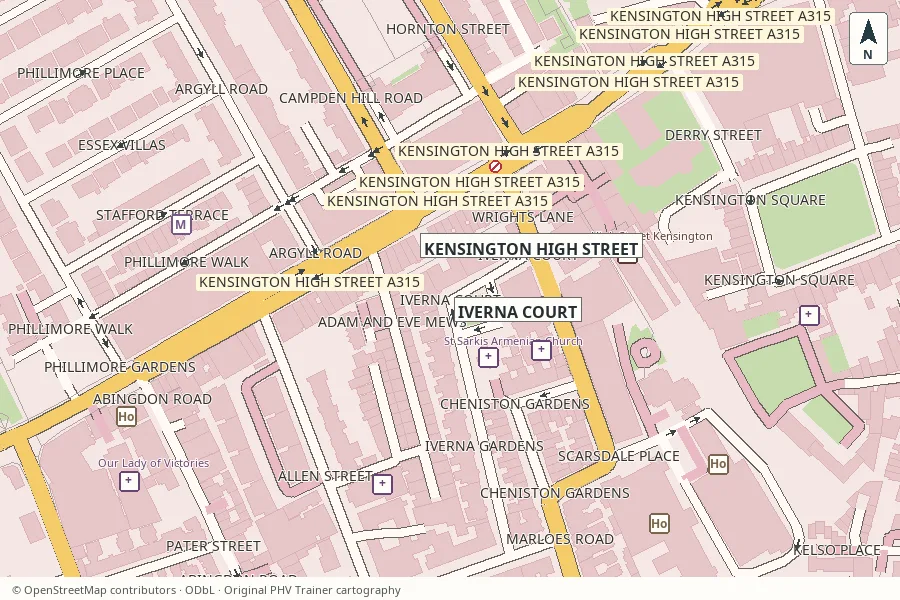 KENSINGTON HIGH STREET A315
HORNTON STREET
KENSINGTON HIGH STREET A315
KENSINGTON HIGH STREET A315
N
PHILLIMORE PLACE
KENSINGTON HIGH STREET A315
ARGYLL ROAD
CAMPDEN HILL ROAD
DERRY STREET
ESSEX VILLAS
KENSINGTON HIGH STREET A315
KENSINGTON HIGH STREET A315
KENSINGTON HIGH STREET A315
KENSINGTON SQUARE
STAFFORD TERRACE
WRIGHTS LANE
M
Kensington
KENSINGTON HIGH STREET
ARGYLL ROAD
IVERNA COURT
PHILLIMORE WALK
KENSINGTON HIGH STREET A315
KENSINGTON SQUARE
IVERNA COURT
IVERNA COURT
ADAM AND EVE MEWS
PHILLIMORE WALK
St Sarkis Armenian Church
PHILLIMORE GARDENS
ABINGDON ROAD
CHENISTON GARDENS
Ho
IVERNA GARDENS
SCARSDALE PLACE
Our Lady of Victories
Ho
ALLEN STREET
CHENISTON GARDENS
Ho
MARLOES ROAD
PATER STREET
KELSO PLACE
ABINGDON ROAD
© OpenStreetMap contributors · ODbL · Original PHV Trainer cartography